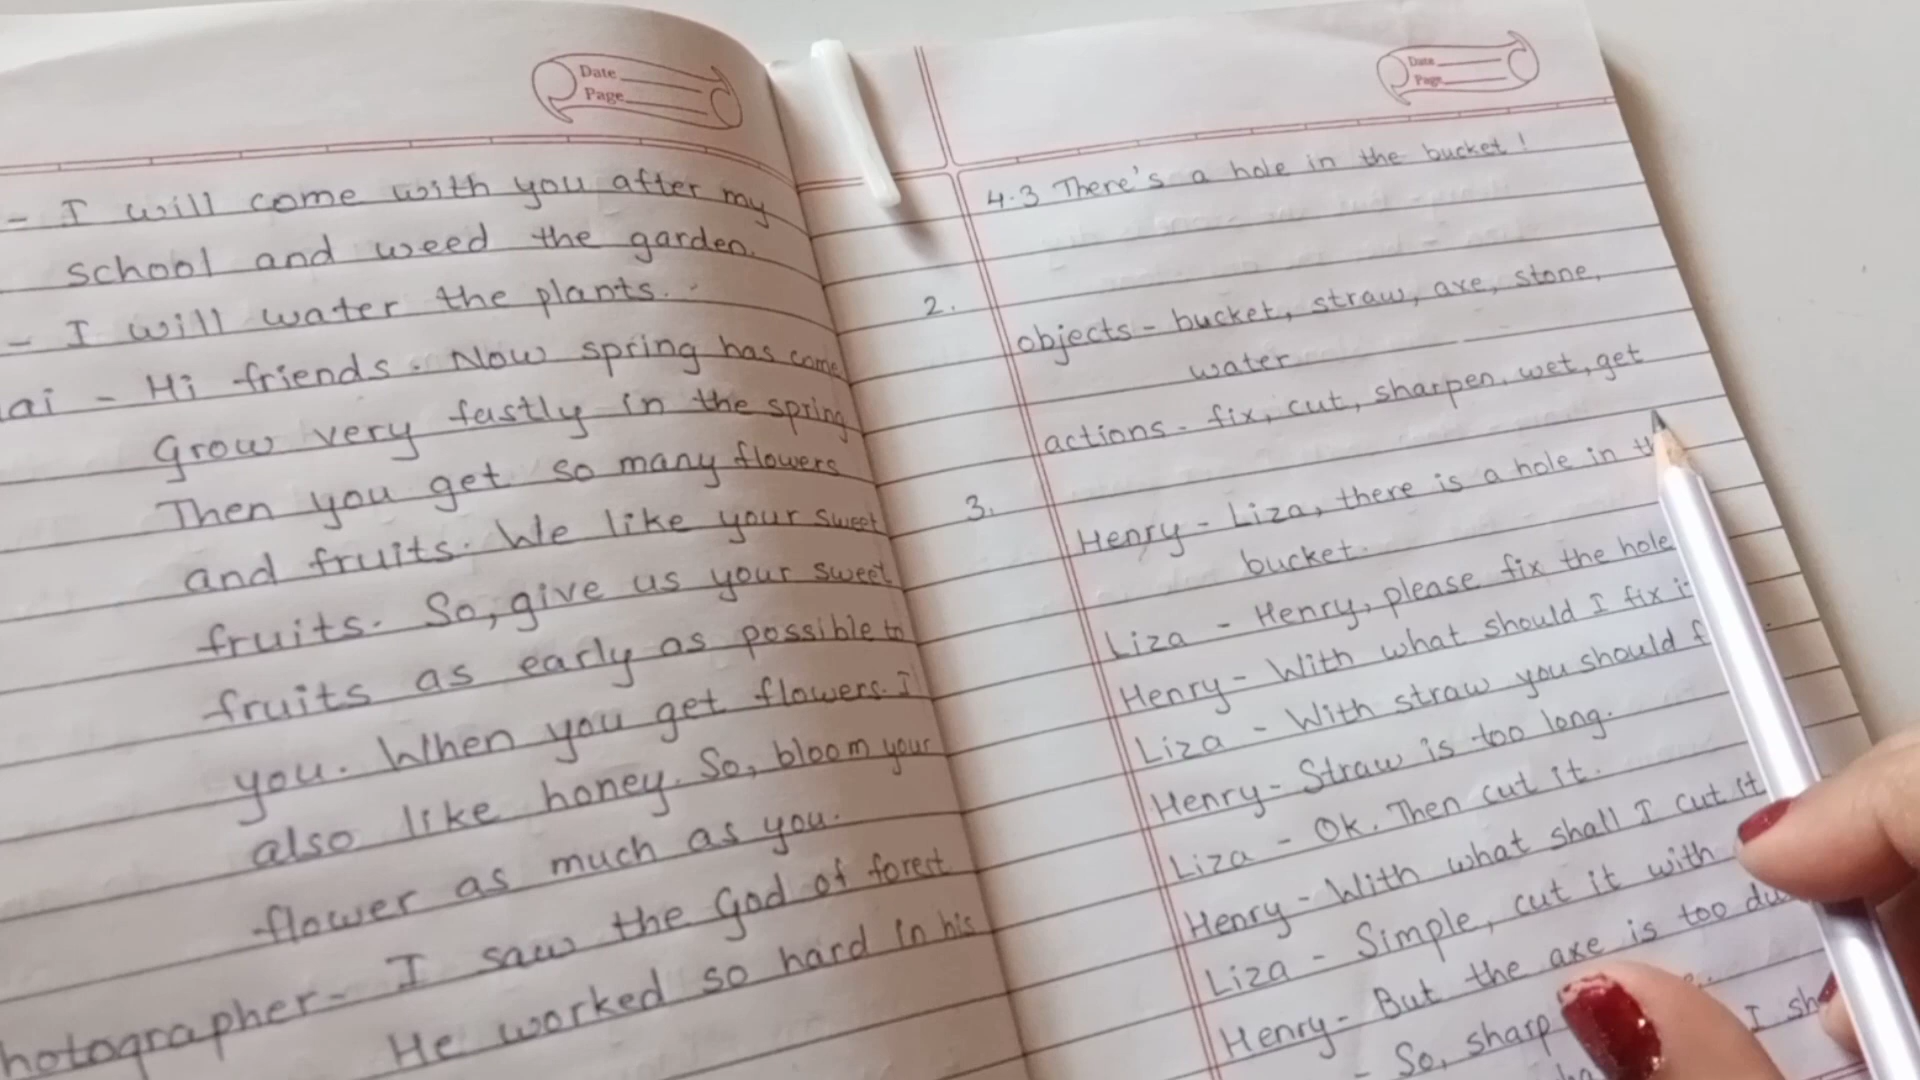 Date
Page
- I will come with you after my
school and weed the garden.
- I will water the plants.
ai - Hi friends. Now spring has come
Grow very fastly in the spring
Then you get so many flowers
and fruits. We like your sweet
fruits. So, give us your sweet
fruits as early as possible to
you. When you get flowers. I
also like honey. So, bloom your
flower as much as you.
hotographer- I saw the God of forest
He worked so hard in his
Date
Page
4.3 There's a hole in the bucket!
2.
objects - bucket, straw, axe, stone,
water
actions - fix, cut, sharpen, wet, get
3.
Henry - Liza, there is a hole in
bucket.
Liza - Henry, please fix the hole
Henry - With what should I fix
Liza - With straw you should
Henry - Straw is too long.
Liza - Ok. Then cut it.
Henry - With what shall I cut it
Liza - Simple, cut it with
Henry - But the axe is too
- So, sharp I